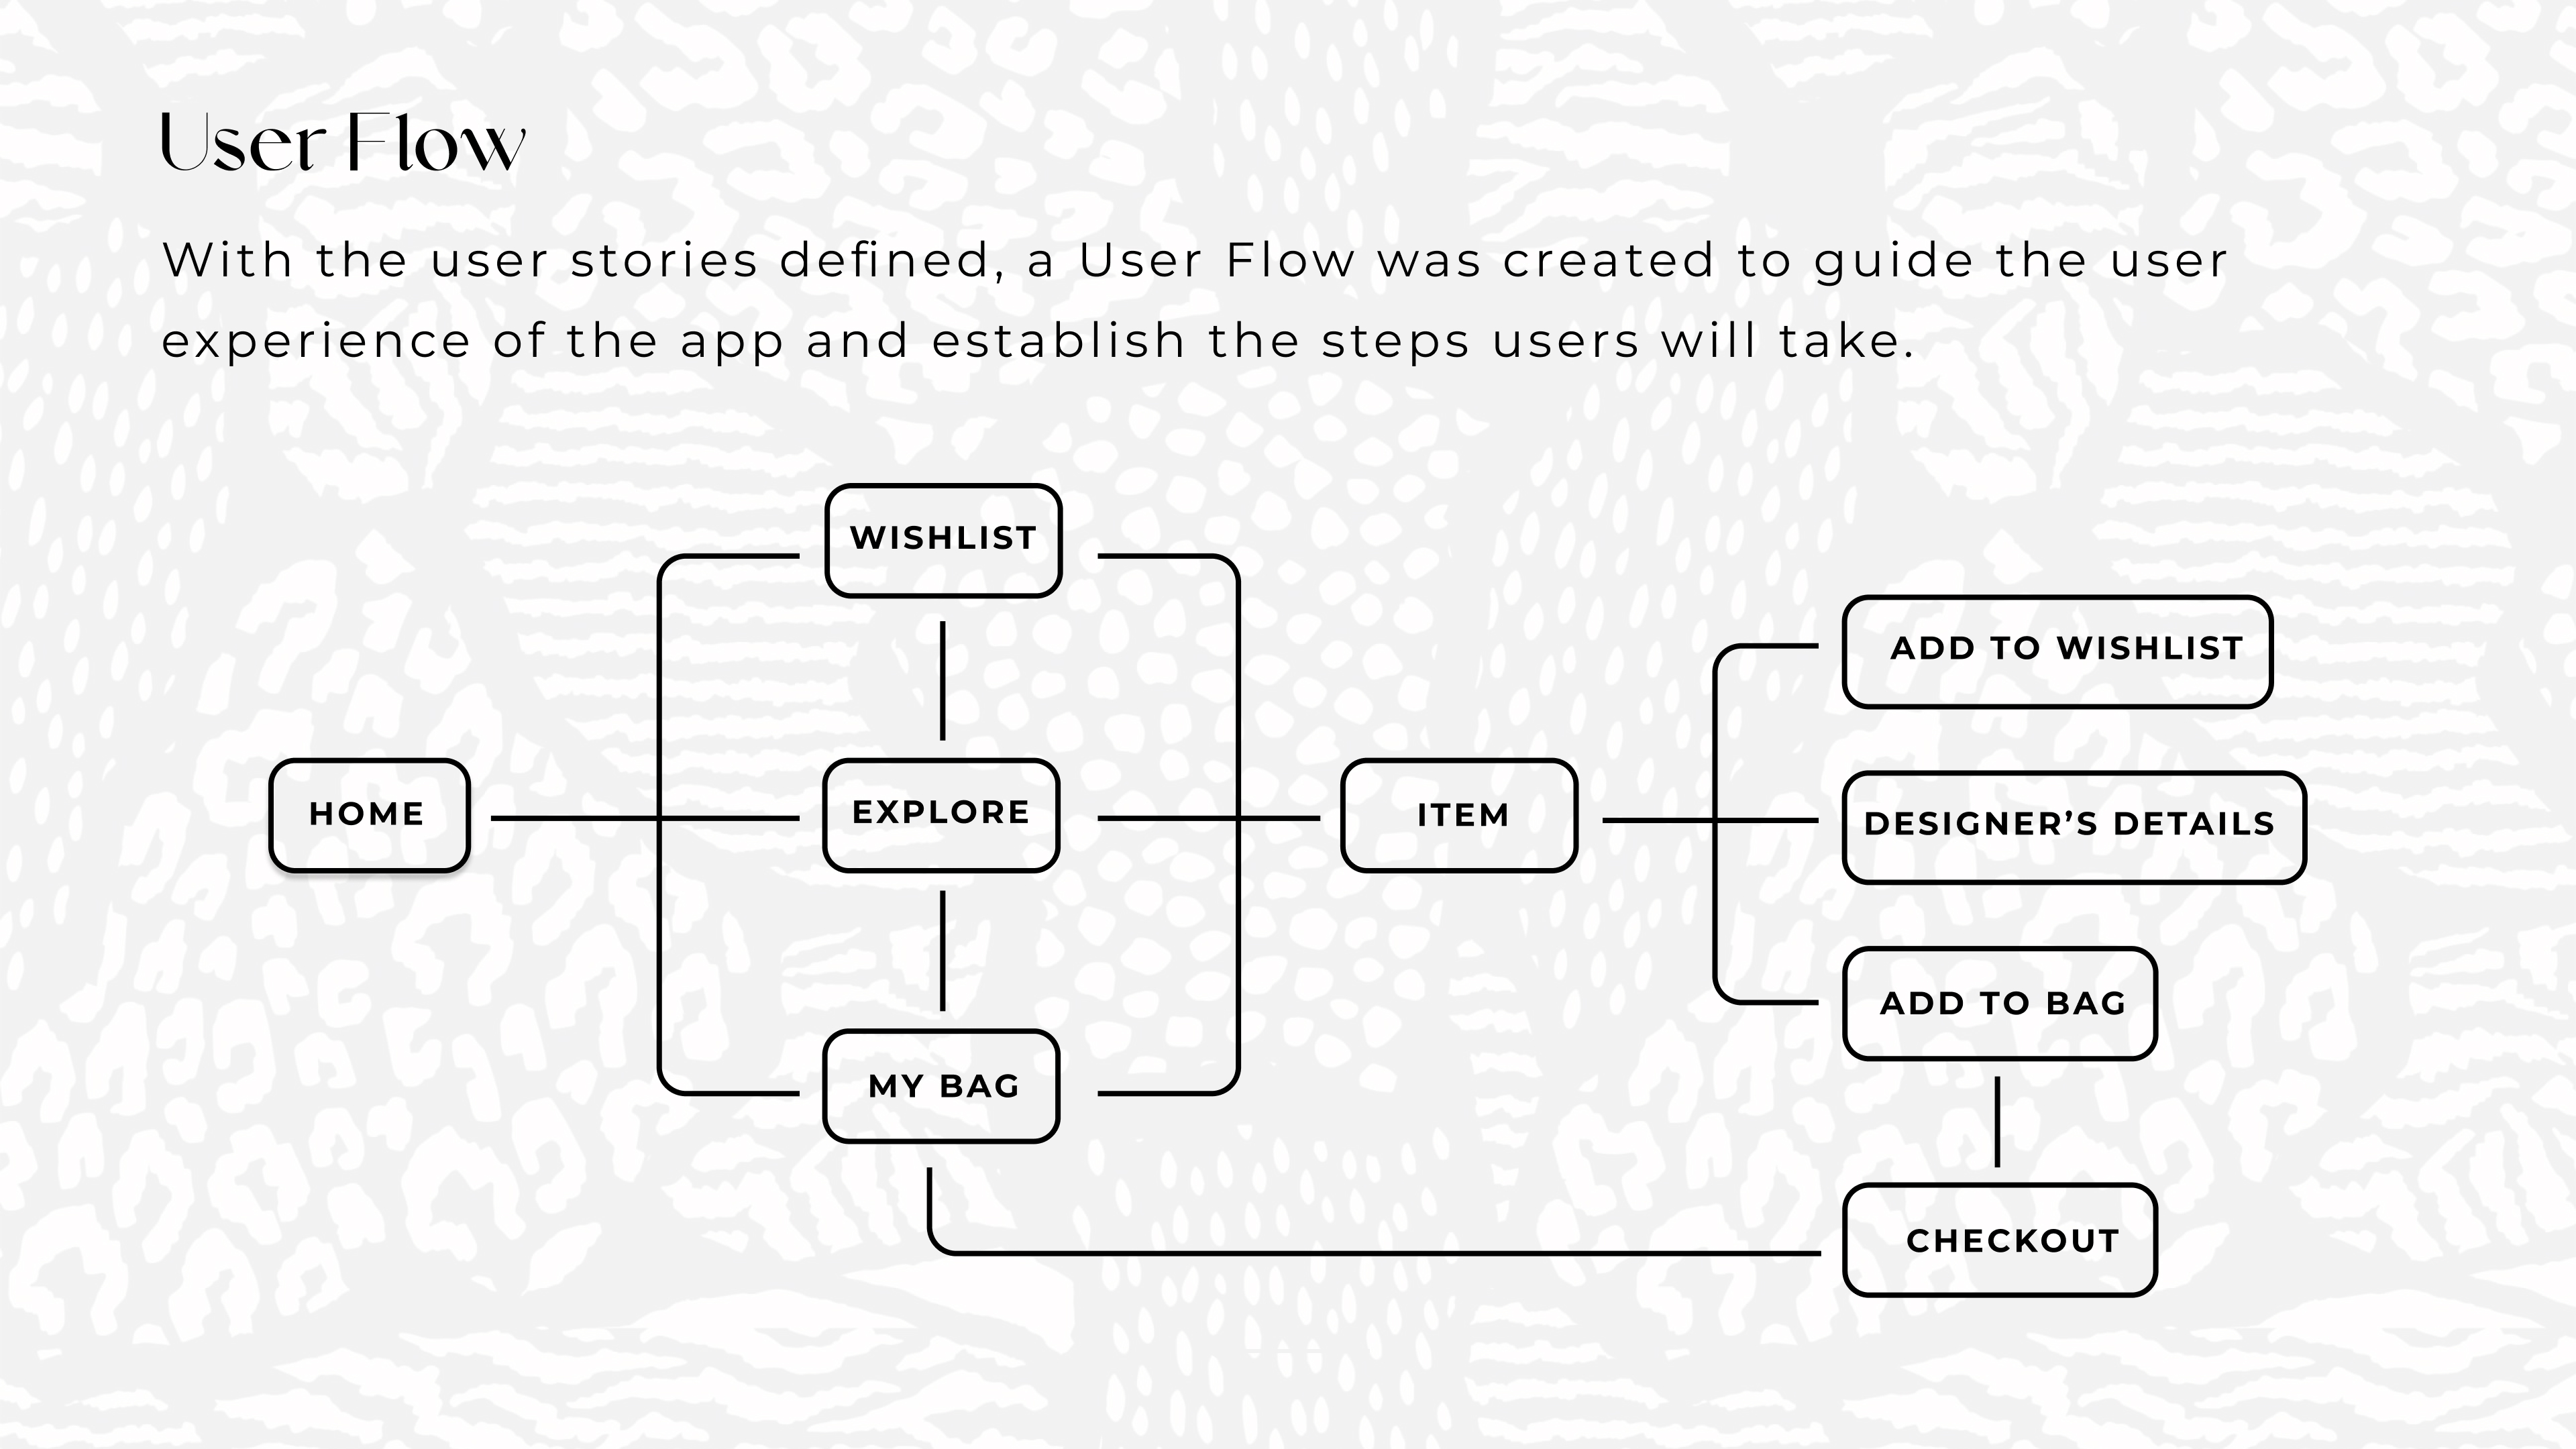 User Flow
With the user stories defined, a User Flow was created to guide the user
experience of the app and establish the steps users will take.
WISHLIST
HOME
EXPLORE
MY BAG
ITEM
ADD TO WISHLIST
DESIGNER’S DETAILS
ADD TO BAG
CHECKOUT